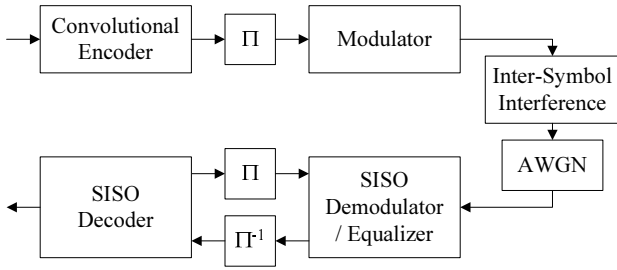 Convolutional
Encoder
Π
Modulator
Inter-Symbol
Interference
AWGN
SISO
Decoder
Π
Π-1
SISO
Demodulator
/ Equalizer